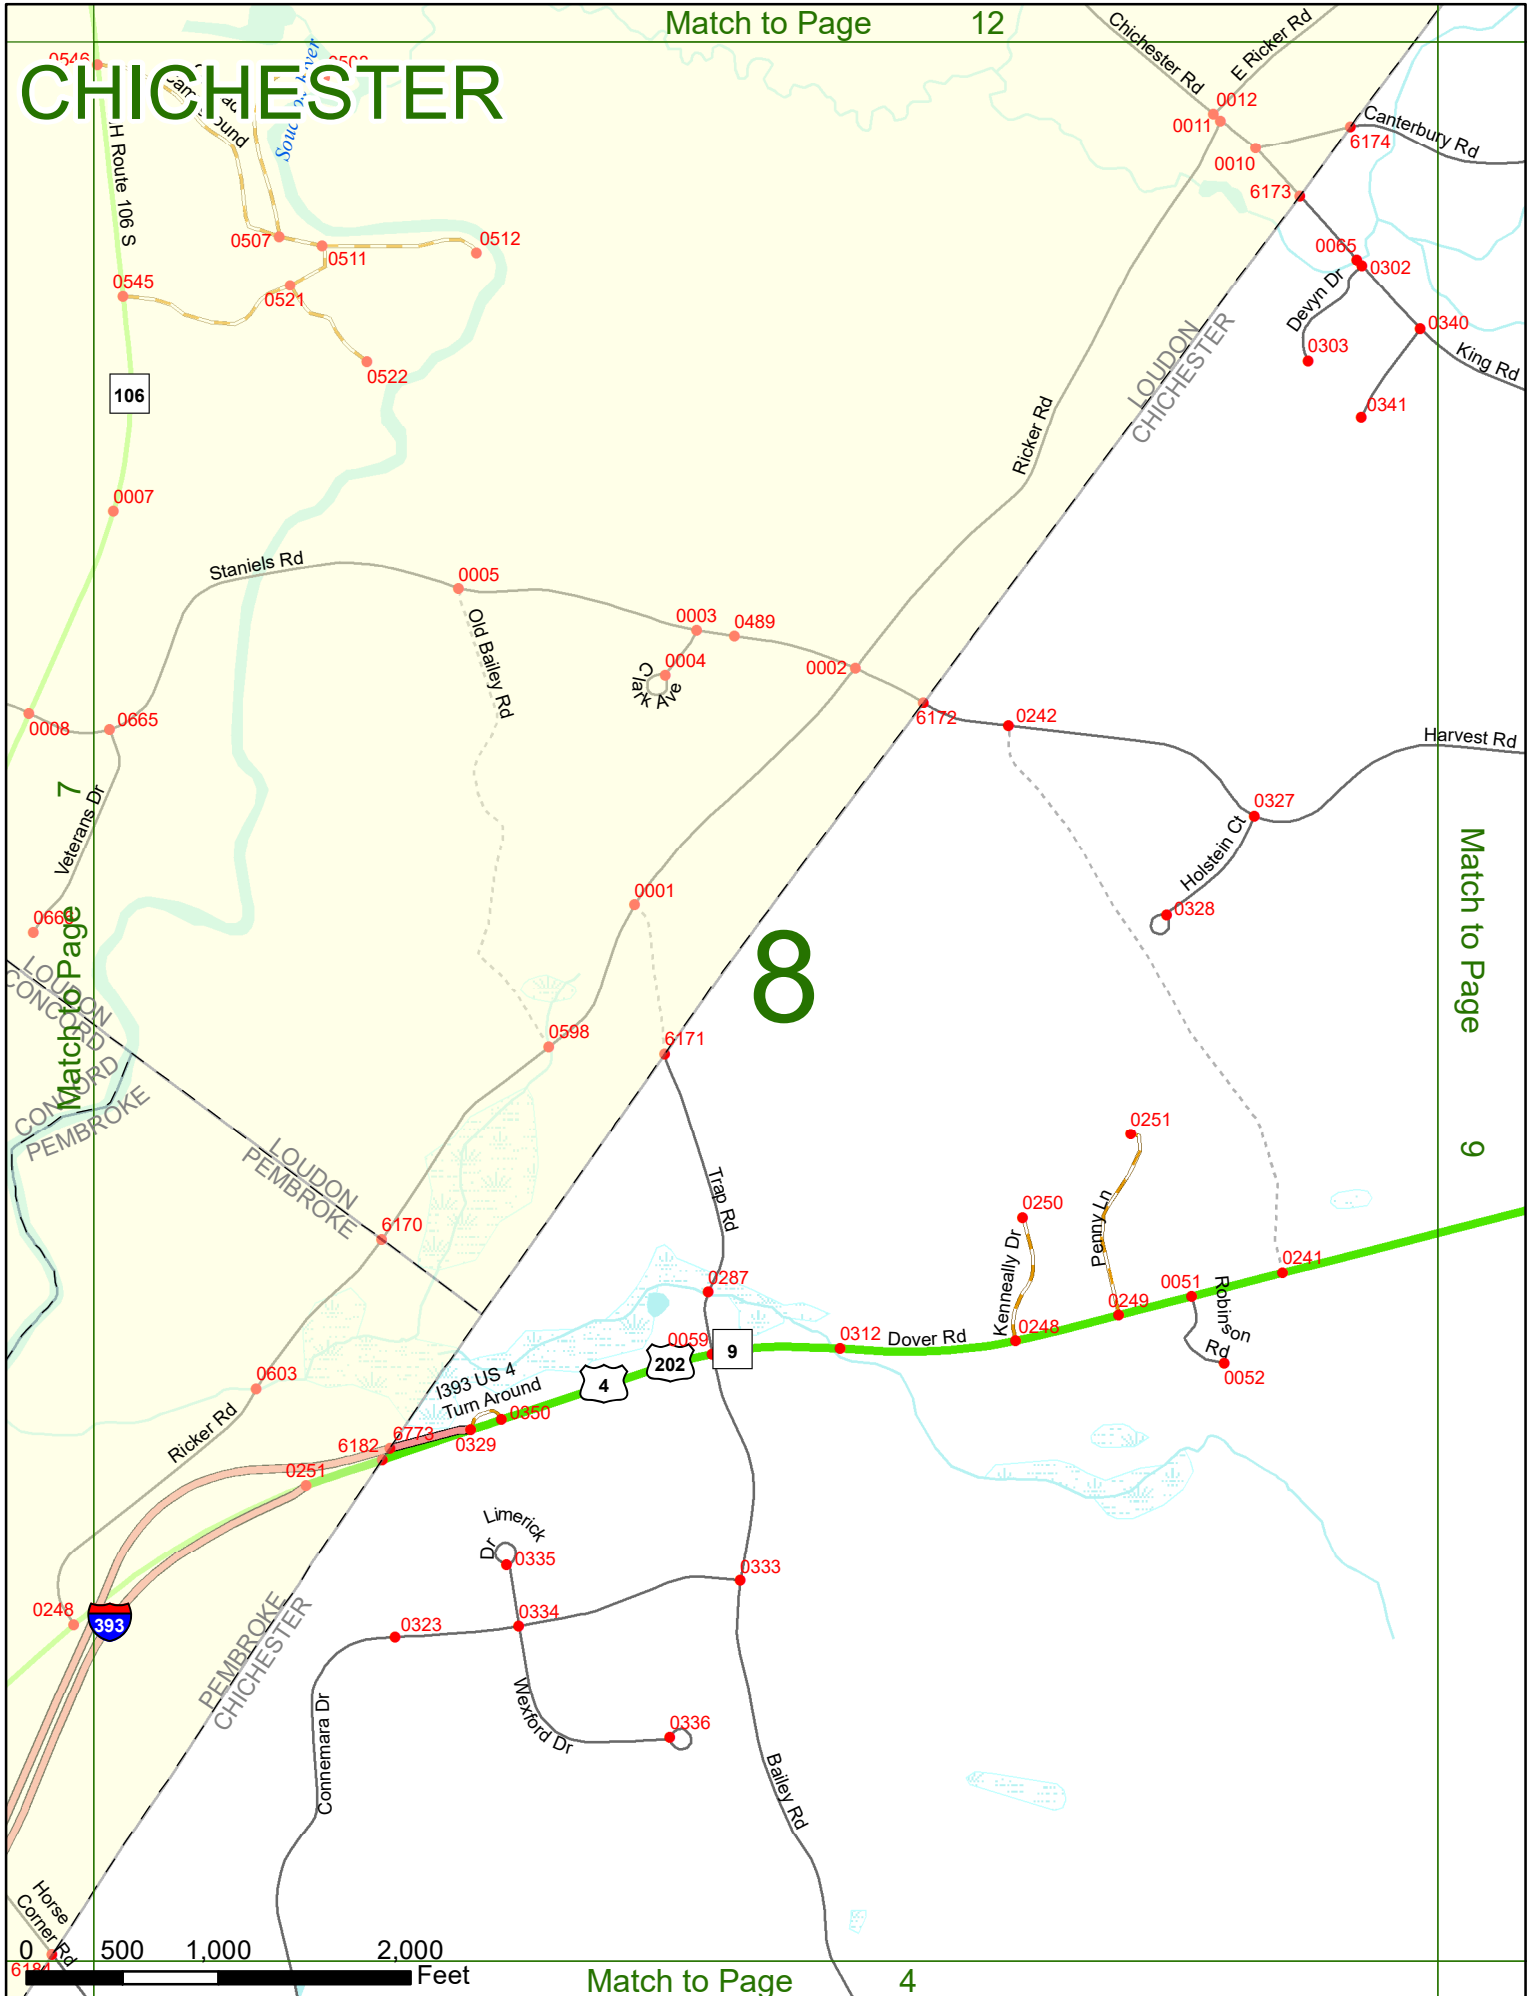 Match to Page 12
CHICHESTER
Chichester Rd
E Ricker Rd
0012
0011
0010
6174
Canterbury Rd
6173
Souc
River
ound
H Route 106 S
0507
0511
0512
0545
0521
0522
106
0007
0065
0302
Devyn Dr
0303
0340
King Rd
0341
LOUDON
CHICHESTER
Ricker Rd
Staniels Rd
0005
Old Bailey Rd
0003
0489
0004
Clark Ave
0002
6172
0242
Harvest Rd
0008
0665
Veterans Dr
Match to Page 7
0327
Holstein Ct
0328
Match to Page 9
0001
8
LOUDON
CONCORD
CONCORD
PEMBROKE
0598
6171
LOUDON
PEMBROKE
6170
Trap Rd
0251
0250
Penny Ln
Kenneally Dr
0241
0051
Robinson
Rd
0052
0249
0248
0287
0059
9
0312
Dover Rd
202
4
I393 US 4
Turn Around
0350
0329
6773
6182
0251
0603
Ricker Rd
0248
393
PEMBROKE
CHICHESTER
Limerick
Dr
0335
0333
0334
0323
Wexford Dr
0336
Connemara Dr
Bailey Rd
Horse
Corner Rd
0 500 1,000 2,000
Feet
Match to Page 4